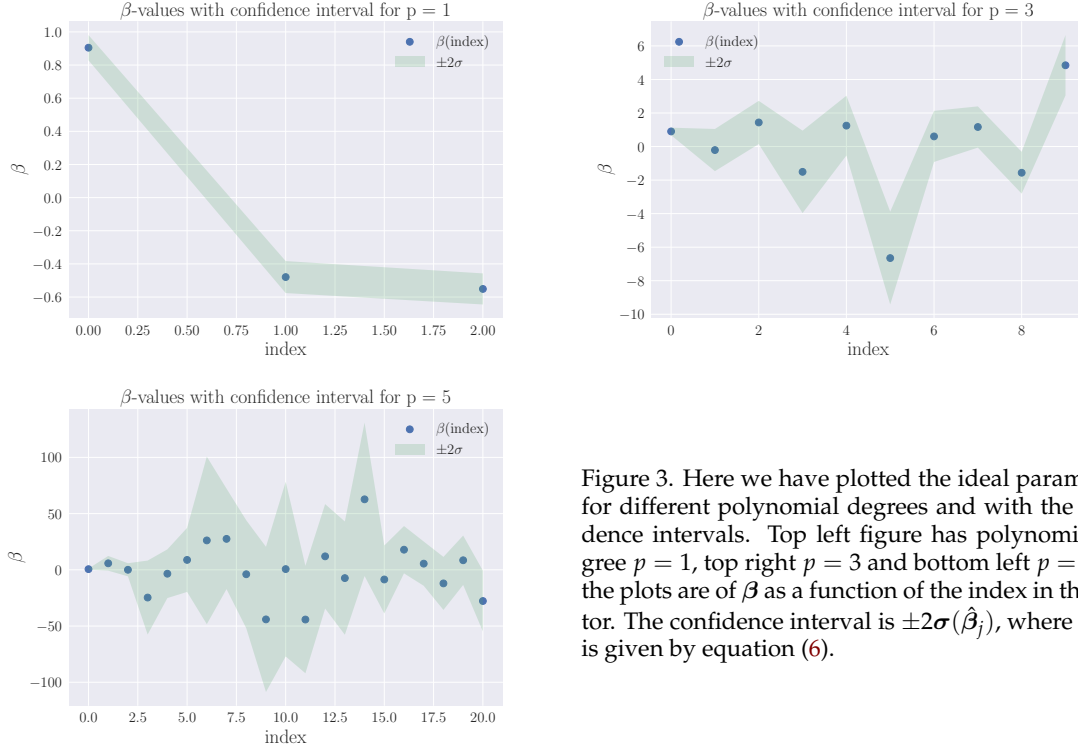 β-values with confidence interval for p = 1
β(index)
±2σ
1.0
0.8
0.6
0.4
0.2
0.0
−0.2
−0.4
−0.6
β
0.00 0.25 0.50 0.75 1.00 1.25 1.50 1.75 2.00
index
β-values with confidence interval for p = 3
β(index)
±2σ
6
4
2
0
−2
−4
−6
−8
−10
β
0 2 4 6 8
index
β-values with confidence interval for p = 5
β(index)
±2σ
100
50
0
−50
−100
β
0.0 2.5 5.0 7.5 10.0 12.5 15.0 17.5 20.0
index
Figure 3. Here we have plotted the ideal param
for different polynomial degrees and with the
dence intervals. Top left figure has polynomi
gree p = 1, top right p = 3 and bottom left p =
the plots are of β as a function of the index in th
tor. The confidence interval is ±2σ(β̂ⱼ), where
is given by equation (6).